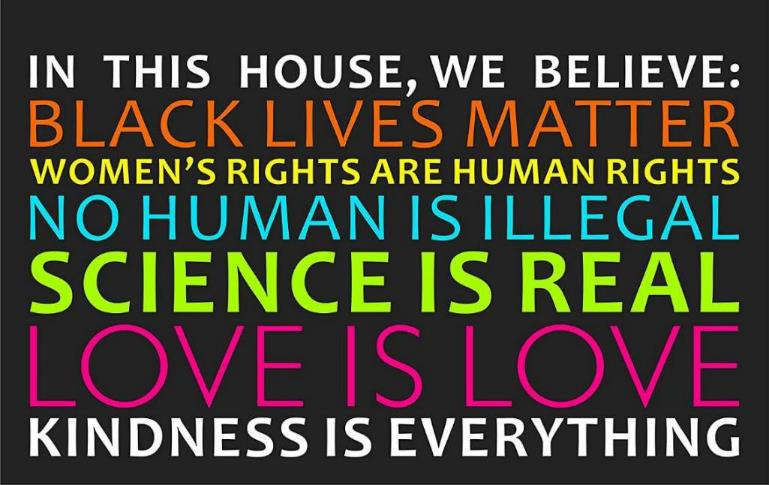 IN THIS HOUSE, WE BELIEVE:
BLACK LIVES MATTER
WOMEN'S RIGHTS ARE HUMAN RIGHTS
NO HUMAN IS ILLEGAL
SCIENCE IS REAL
LOVE IS LOVE
KINDNESS IS EVERYTHING